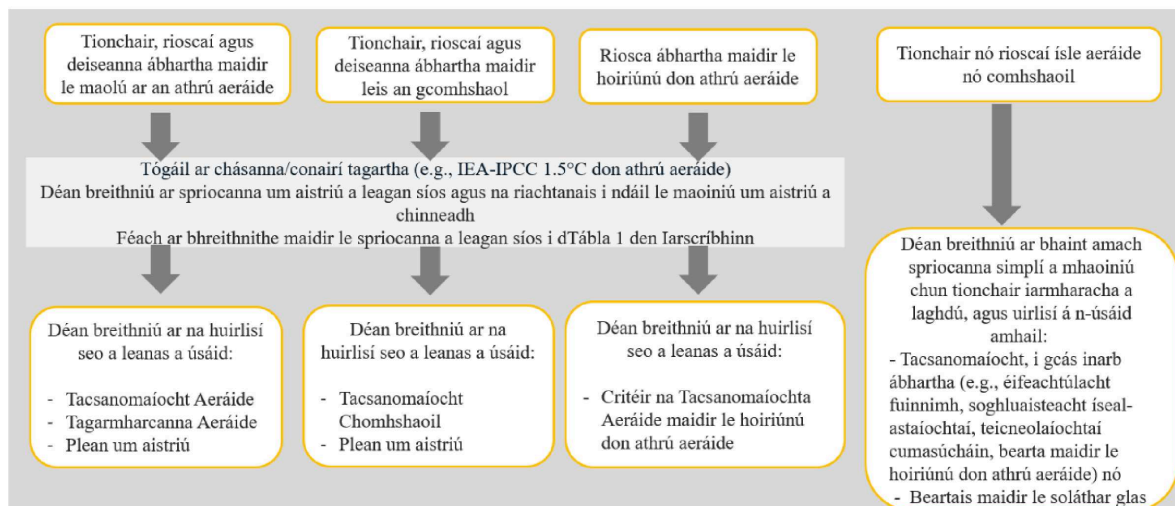 Tionchair, rioscaí agus
deiseanna ábhartha maidir
le maolú ar an athrú aeráide
Tionchair, rioscaí agus
deiseanna ábhartha maidir
leis an gcomhshaol
Riosca ábhartha maidir le
hoiriúnú don athrú aeráide
Tionchair nó rioscaí ísle aeráide
nó comhshaoil
Tógáil ar chásanna/conairí tagartha (e.g., IEA-IPCC 1.5°C don athrú aeráide)
Déan breithniú ar spriocanna um aistriú a leagan síos agus na riachtanais i ndáil le maoiniú um aistriú a
chinneadh
Féach ar bhreithnithe maidir le spriocanna a leagan síos i dTábla 1 den Iarscríbhinn
Déan breithniú ar na huirlisí
seo a leanas a úsáid:
- Tacsanomaíocht Aeráide
- Tagarmharcanna Aeráide
- Plean um aistriú
Déan breithniú ar na
huirlisí seo a leanas a úsáid:
- Tacsanomaíocht
Chomhshaoil
- Plean um aistriú
Déan breithniú ar na huirlisí
seo a leanas a úsáid:
- Critéir na Tacsanomaíochta
Aeráide maidir le hoiriúnú
don athrú aeráide
Déan breithniú ar bhaint amach
spriocanna simplí a mhaoiniú
chun tionchair iarmharacha a
laghdú, agus uirlisí á n-úsáid
amhail:
- Tacsanomaíocht, i gcás inarb
ábhartha (e.g., éifeachtúlacht
fuinnimh, soghluaisteacht íseal-
astaíochtaí, teicneolaíochtaí
cumasúcháin, bearta maidir le
hoiriúnú don athrú aeráide) nó
- Beartais maidir le soláthar glas